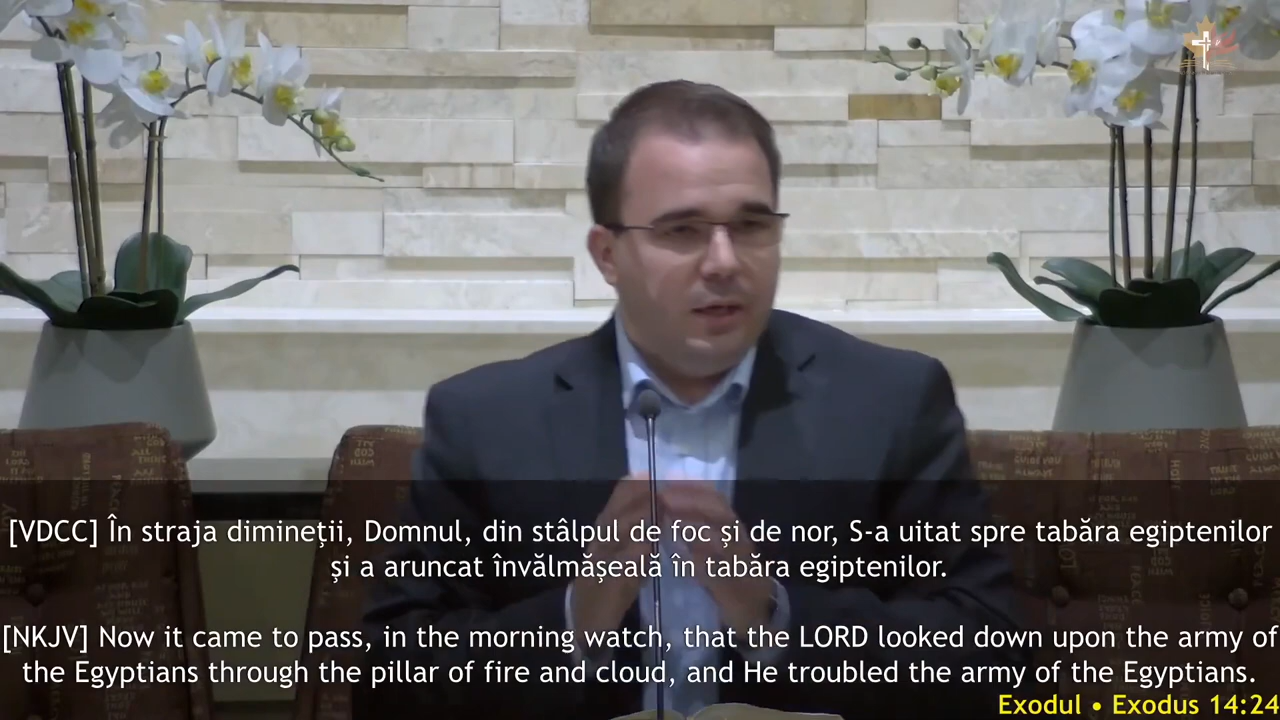 [VDCC] În straja dimineții, Domnul, din stâlpul de foc și de nor, S-a uitat spre tabăra egiptenilor
și a aruncat învălmășeală în tabăra egiptenilor.
[NKJV] Now it came to pass, in the morning watch, that the LORD looked down upon the army of
the Egyptians through the pillar of fire and cloud, and He troubled the army of the Egyptians.
Exodul • Exodus 14:24